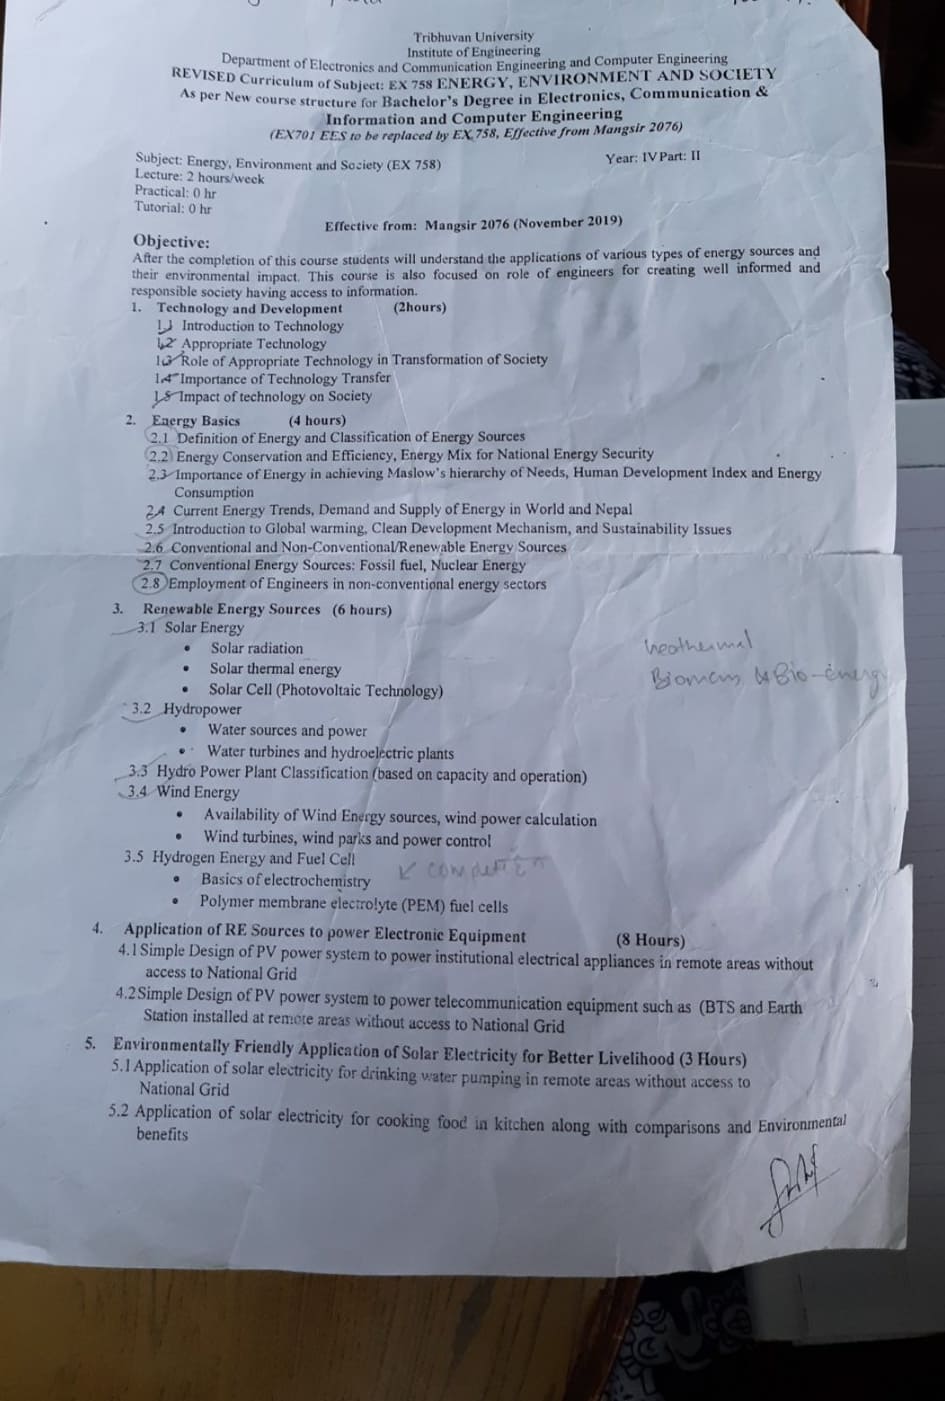 Tribhuvan University
Institute of Engineering
Department of Electronics and Communication Engineering and Computer Engineering
REVISED Curriculum of Subject: EX 758 ENERGY, ENVIRONMENT AND SOCIETY
As per New course structure for Bachelor's Degree in Electronics, Communication &
Information and Computer Engineering
(EX701 EES to be replaced by EX 758, Effective from Mangsir 2076)
Subject: Energy, Environment and Society (EX 758) Year: IV Part: II
Lecture: 2 hours/week
Practical: 0 hr
Tutorial: 0 hr
Effective from: Mangsir 2076 (November 2019)
Objective:
After the completion of this course students will understand the applications of various types of energy sources and
their environmental impact. This course is also focused on role of engineers for creating well informed and
responsible society having access to information.
1. Technology and Development (2hours)
1.1 Introduction to Technology
1.2 Appropriate Technology
1.3 Role of Appropriate Technology in Transformation of Society
1.4 Importance of Technology Transfer
1.5 Impact of technology on Society
2. Energy Basics (4 hours)
2.1 Definition of Energy and Classification of Energy Sources
2.2 Energy Conservation and Efficiency, Energy Mix for National Energy Security
2.3 Importance of Energy in achieving Maslow's hierarchy of Needs, Human Development Index and Energy
Consumption
2.4 Current Energy Trends, Demand and Supply of Energy in World and Nepal
2.5 Introduction to Global warming, Clean Development Mechanism, and Sustainability Issues
2.6 Conventional and Non-Conventional/Renewable Energy Sources
2.7 Conventional Energy Sources: Fossil fuel, Nuclear Energy
2.8 Employment of Engineers in non-conventional energy sectors
3. Renewable Energy Sources (6 hours)
3.1 Solar Energy
• Solar radiation
Geothermal
• Solar thermal energy
Biomass & Bio-energy
• Solar Cell (Photovoltaic Technology)
3.2 Hydropower
• Water sources and power
• Water turbines and hydroelectric plants
3.3 Hydro Power Plant Classification (based on capacity and operation)
3.4 Wind Energy
• Availability of Wind Energy sources, wind power calculation
• Wind turbines, wind parks and power control
3.5 Hydrogen Energy and Fuel Cell
• Basics of electrochemistry
• Polymer membrane electrolyte (PEM) fuel cells
4. Application of RE Sources to power Electronic Equipment (8 Hours)
4.1 Simple Design of PV power system to power institutional electrical appliances in remote areas without
access to National Grid
4.2 Simple Design of PV power system to power telecommunication equipment such as (BTS and Earth
Station installed at remote areas without access to National Grid
5. Environmentally Friendly Application of Solar Electricity for Better Livelihood (3 Hours)
5.1 Application of solar electricity for drinking water pumping in remote areas without access to
National Grid
5.2 Application of solar electricity for cooking food in kitchen along with comparisons and Environmental
benefits